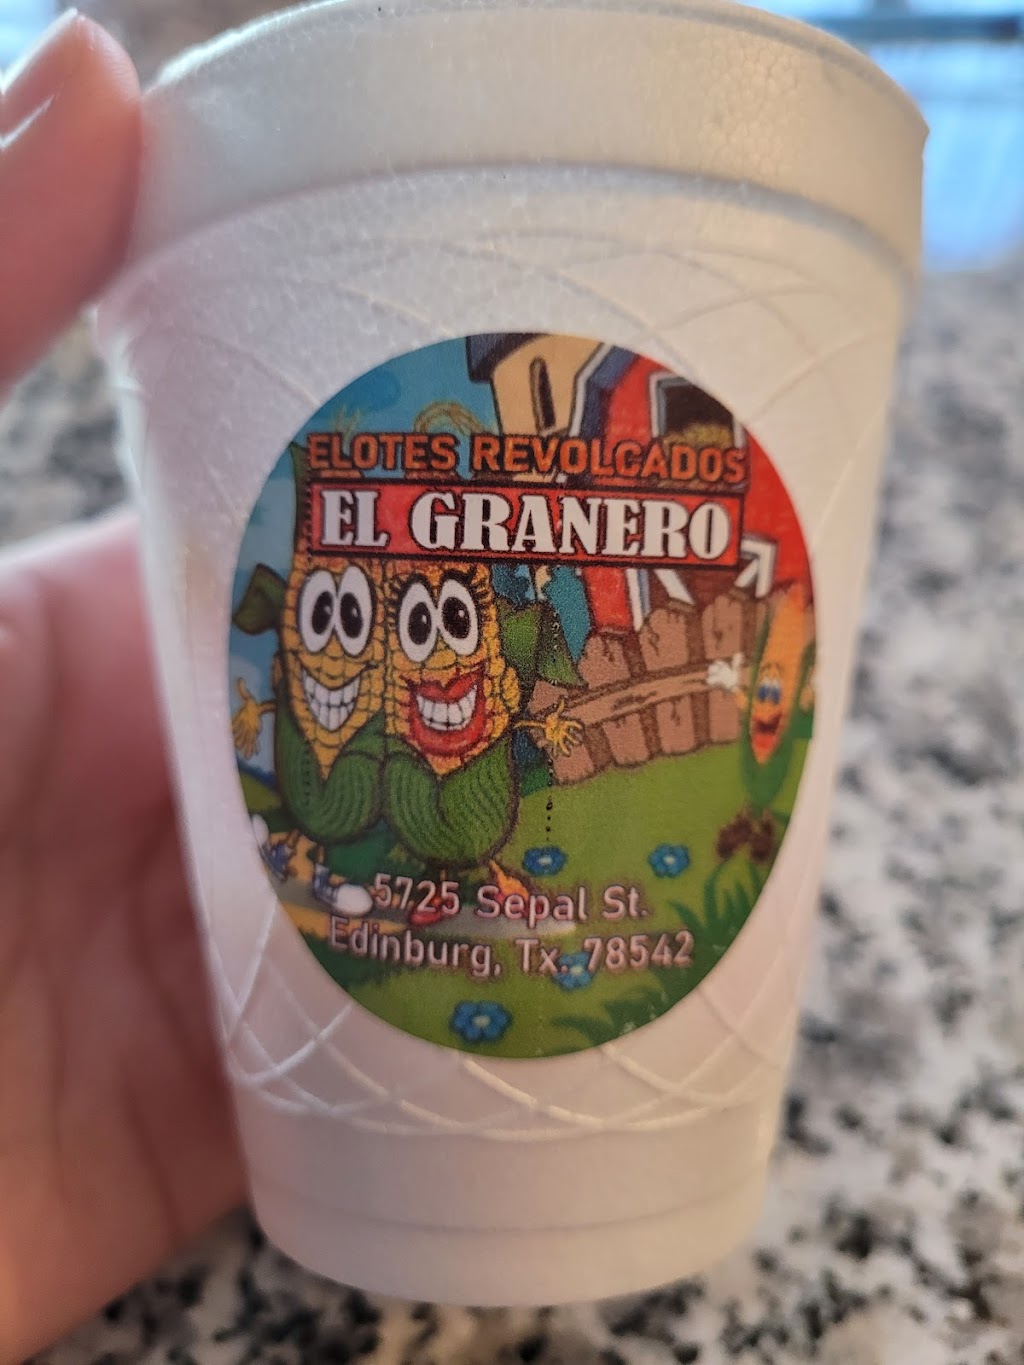 ELOTES REVOLCADOS
EL GRANERO
5725 Sepal St.
Edinburg, Tx. 78542